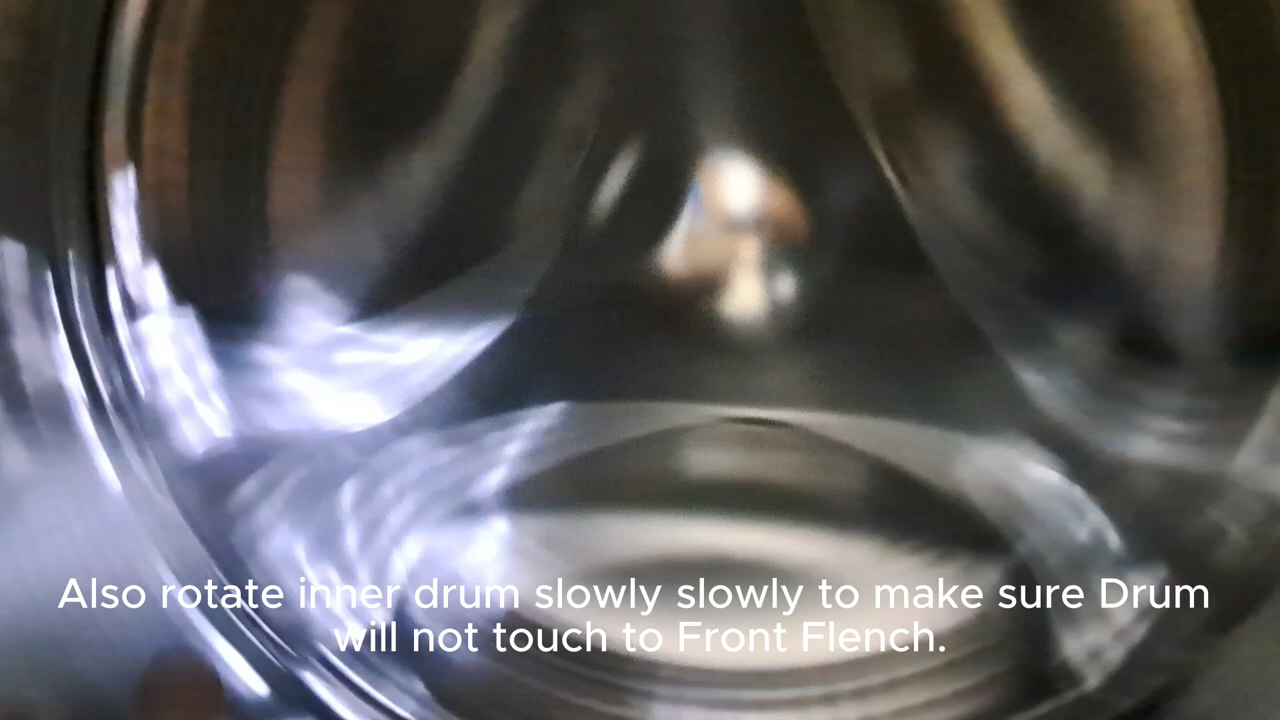 Also rotate inner drum slowly slowly to make sure Drum
will not touch to Front Flench.